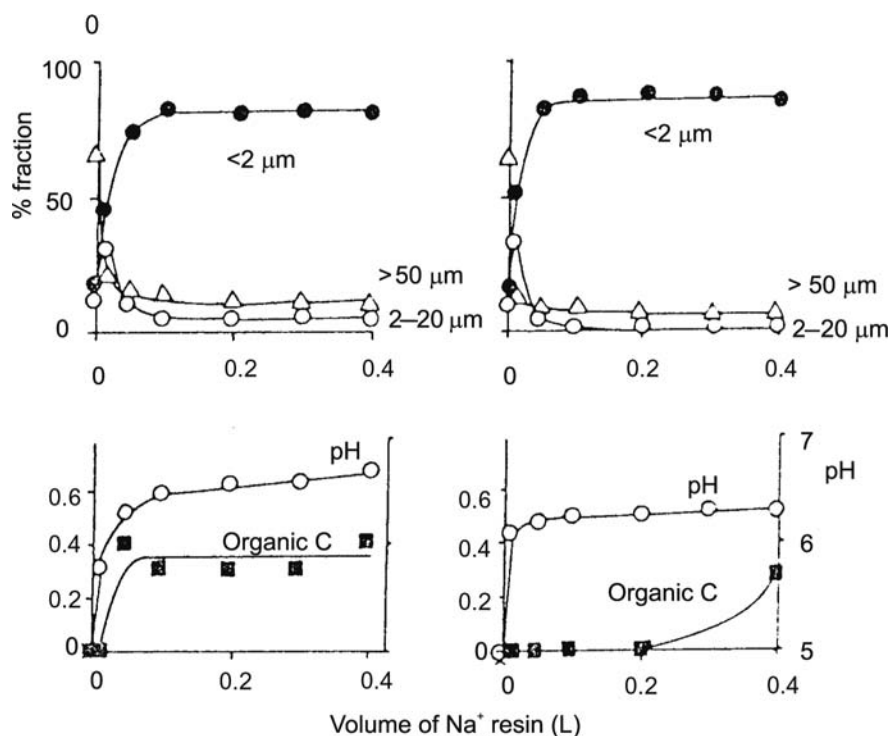 0
100
% fraction
50
0
<2 µm
>50 µm
2–20 µm
0
0.2
0.4
<2 µm
> 50 µm
2–20 µm
0
0.2
0.4
0.6
0.4
0.2
0
pH
Organic C
0
0.2
0.4
0.6
0.4
0.2
0
pH
Organic C
7
pH
6
5
0
0.2
0.4
Volume of Na⁺ resin (L)